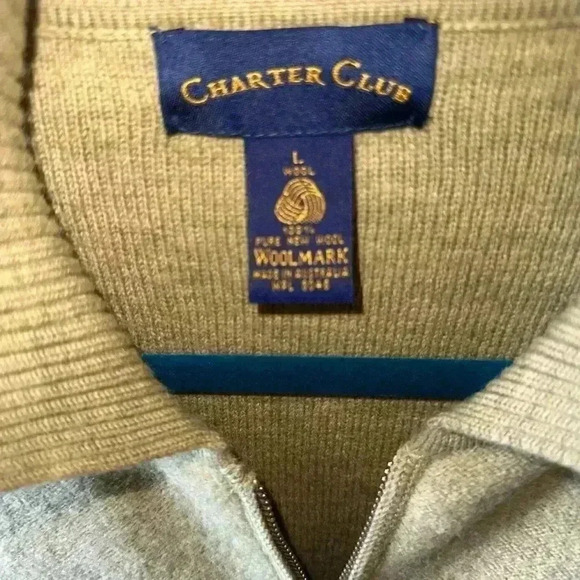 CHARTER CLUB
L
WOOL
100%
PURE NEW WOOL
WOOLMARK
MADE IN AUSTRALIA